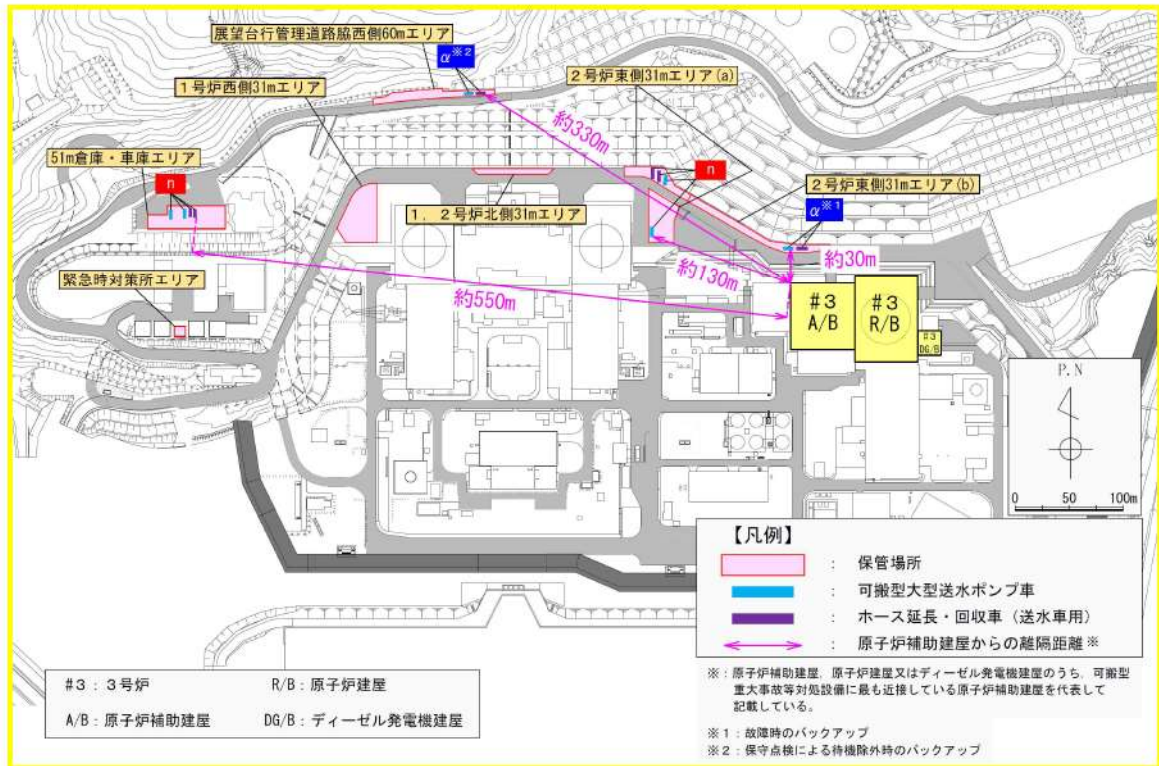 展望台行管理道路脇西側60mエリア
α※2
1号炉西側31mエリア
2号炉東側31mエリア(a)
約330m
51m倉庫・車庫エリア
n
n
2号炉東側31mエリア(b)
1，2号炉北側31mエリア
α※1
約30m
約130m
緊急時対策所エリア
約550m
#3
A/B
#3
R/B
#3
DG/B
P.N
0 50 100m
【凡例】
： 保管場所
： 可搬型大型送水ポンプ車
： ホース延長・回収車（送水車用）
： 原子炉補助建屋からの離隔距離※
#3：3号炉 R/B：原子炉建屋
A/B：原子炉補助建屋 DG/B：ディーゼル発電機建屋
※：原子炉補助建屋，原子炉建屋又はディーゼル発電機建屋のうち，可搬型
重大事故等対処設備に最も近接している原子炉補助建屋を代表して
記載している。
※1：故障時のバックアップ
※2：保守点検による待機除外時のバックアップ